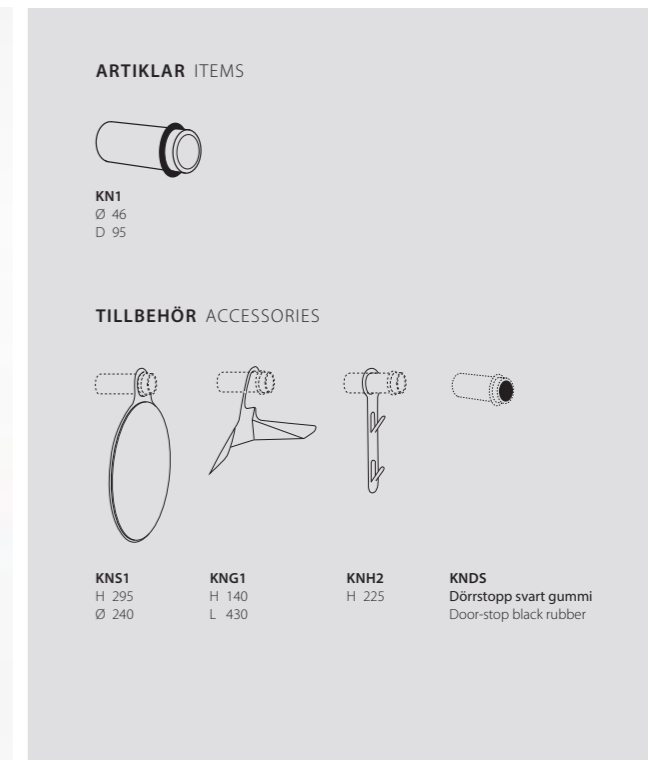 ARTIKLAR ITEMS
KN1
Ø 46
D 95
TILLBEHÖR ACCESSORIES
KNS1
H 295
Ø 240
KNG1
H 140
L 430
KNH2
H 225
KNDS
Dörrstopp svart gummi
Door-stop black rubber